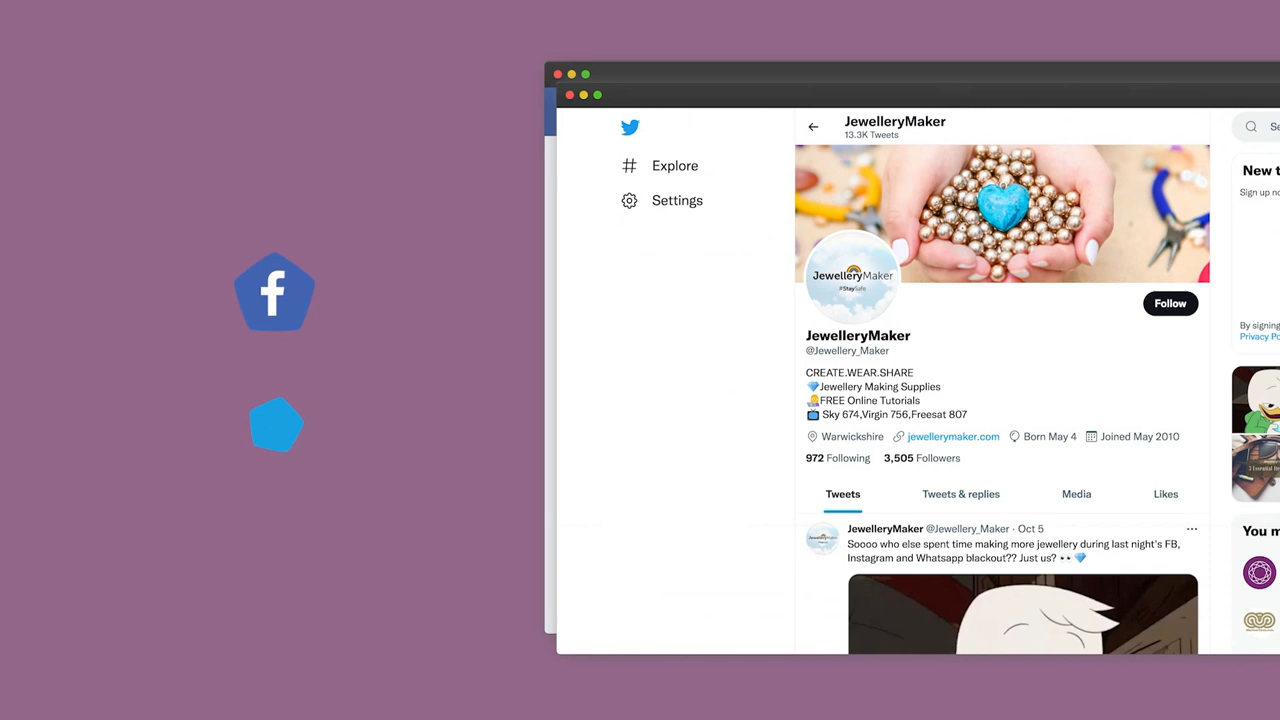 JewelleryMaker
13.3K Tweets
Explore
Settings
JewelleryMaker
#StaySafe
Follow
JewelleryMaker
@Jewellery_Maker
CREATE.WEAR.SHARE
💎Jewellery Making Supplies
FREE Online Tutorials
📺 Sky 674,Virgin 756,Freesat 807
Warwickshire jewellerymaker.com Born May 4 Joined May 2010
972 Following 3,505 Followers
Tweets Tweets & replies Media Likes
JewelleryMaker @Jewellery_Maker · Oct 5
Soooo who else spent time making more jewellery during last night's FB,
Instagram and Whatsapp blackout?? Just us? 👀💎
Se
New t
Sign up no
By signing
Privacy Po
You m